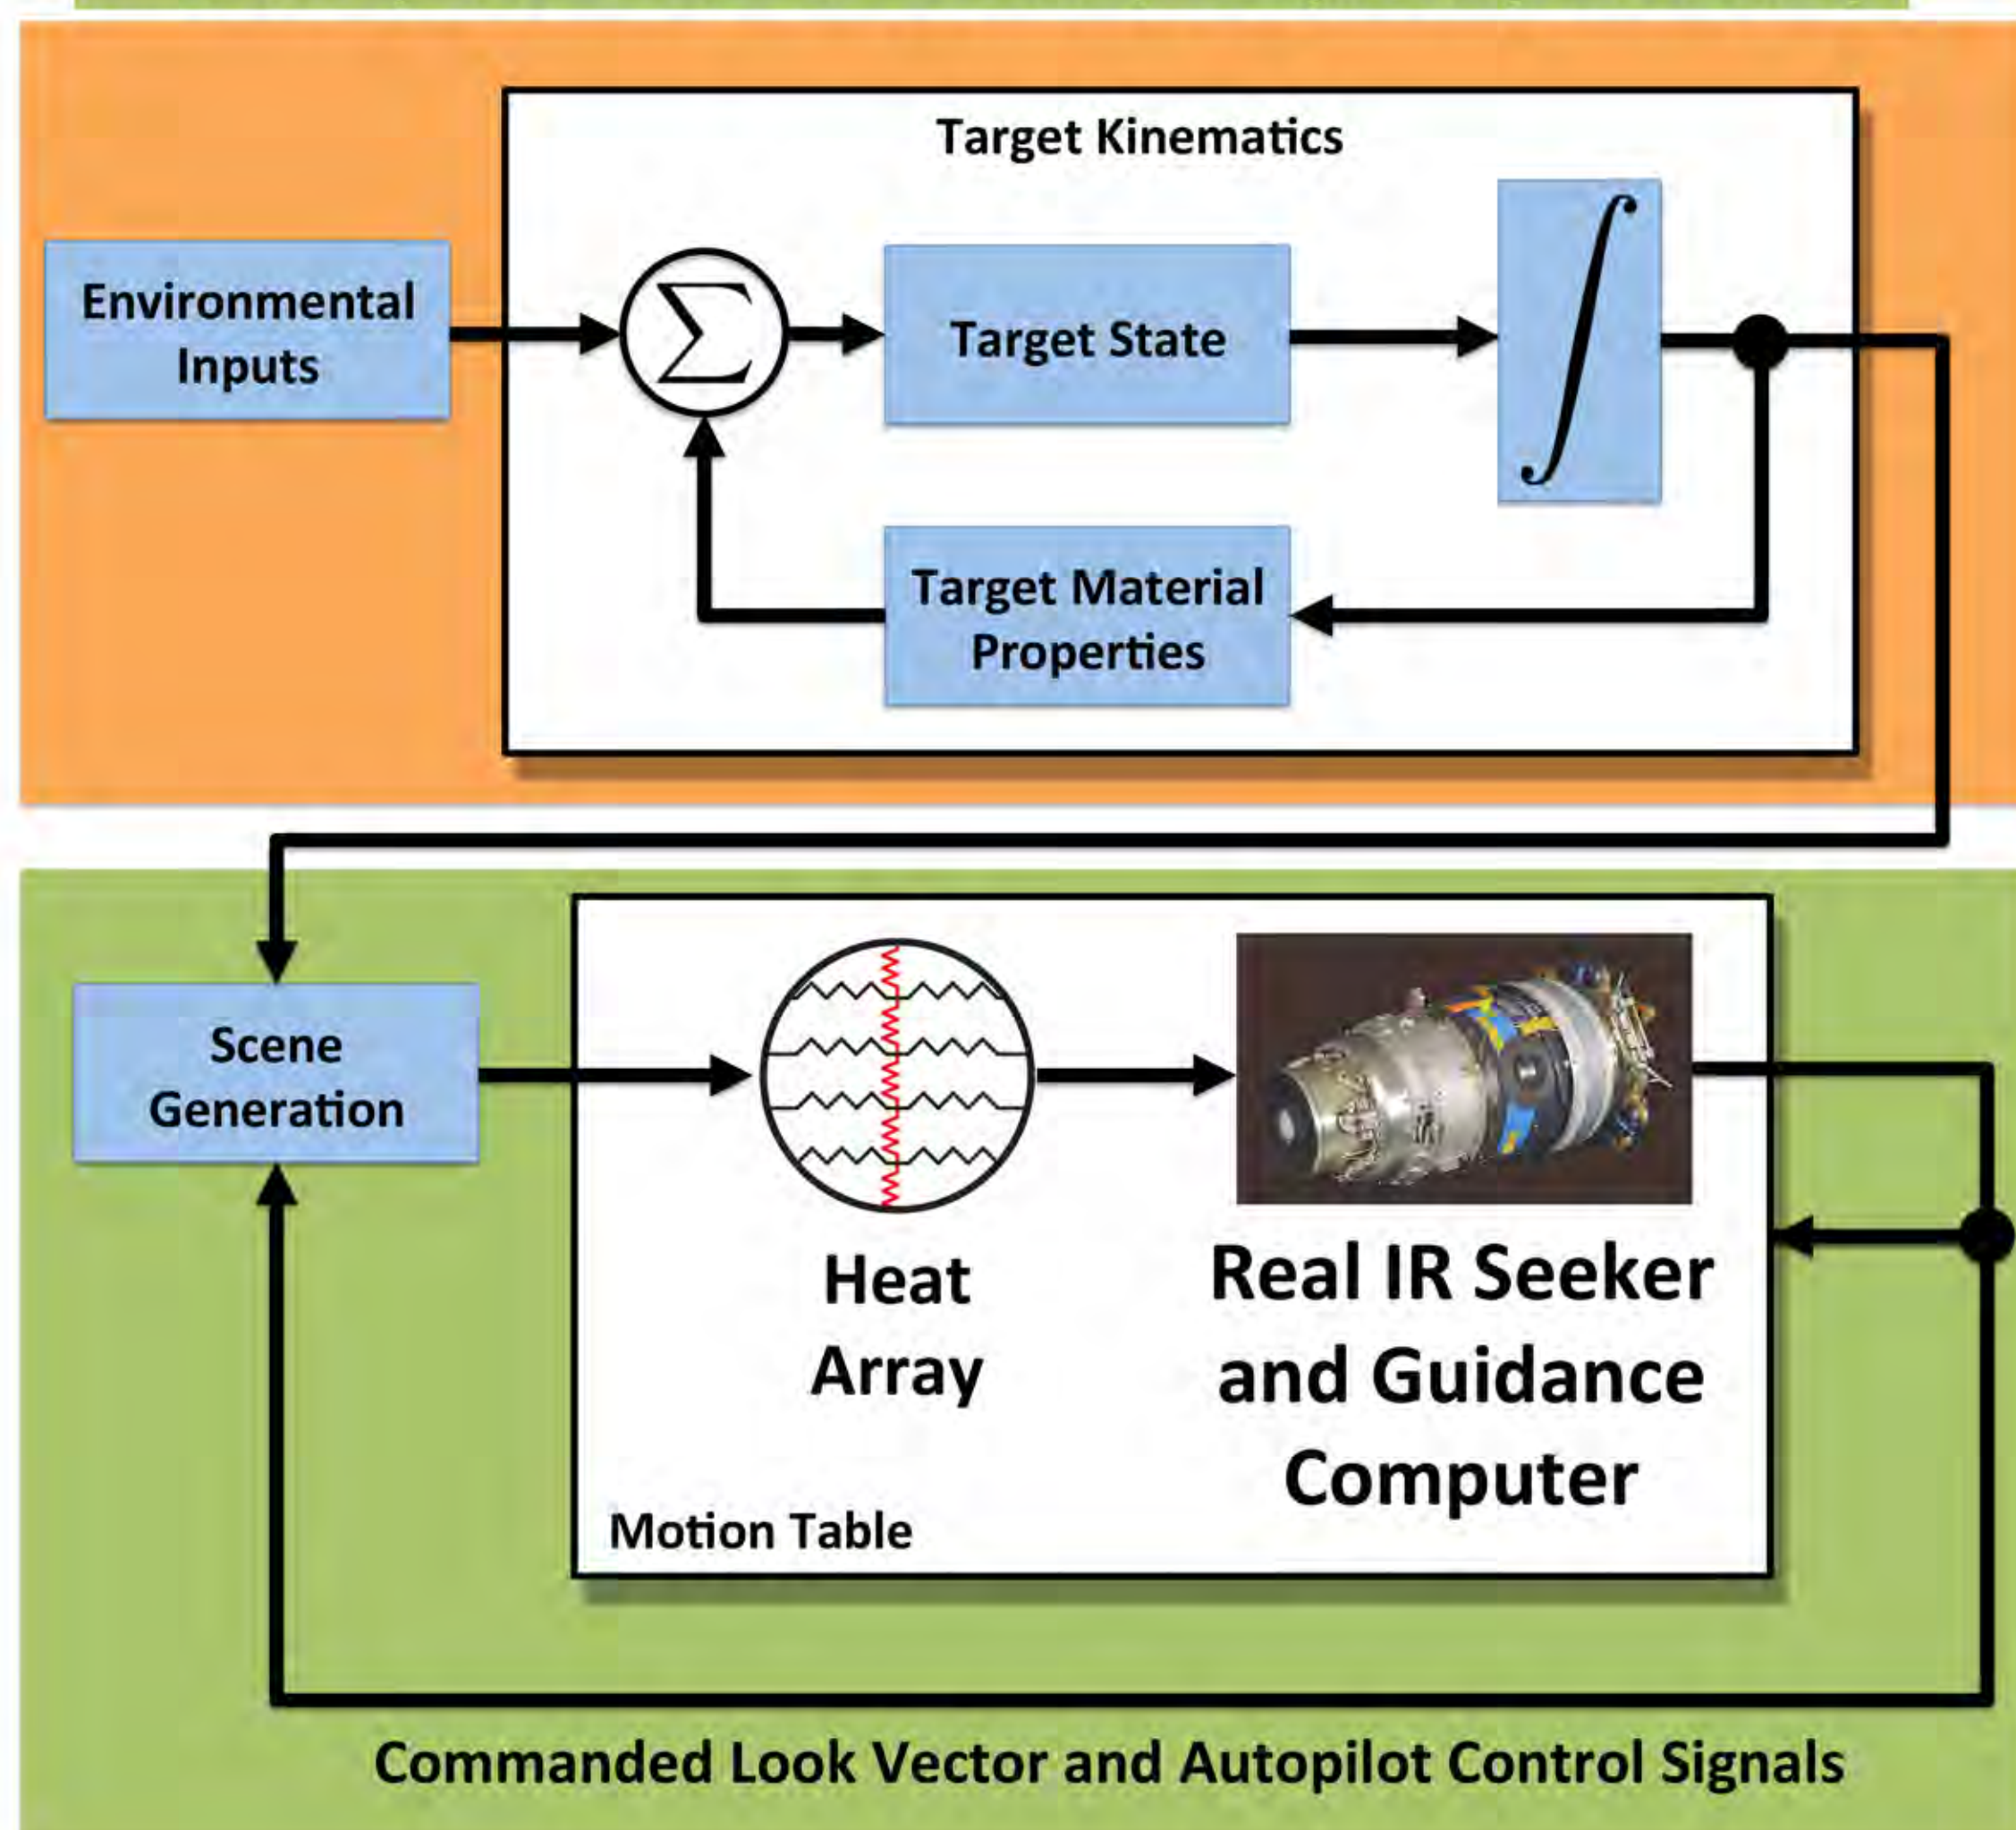 Target Kinematics
Environmental
Inputs
∑
Target State
∫
Target Material
Properties
Scene
Generation
Heat
Array
Real IR Seeker
and Guidance
Computer
Motion Table
Commanded Look Vector and Autopilot Control Signals